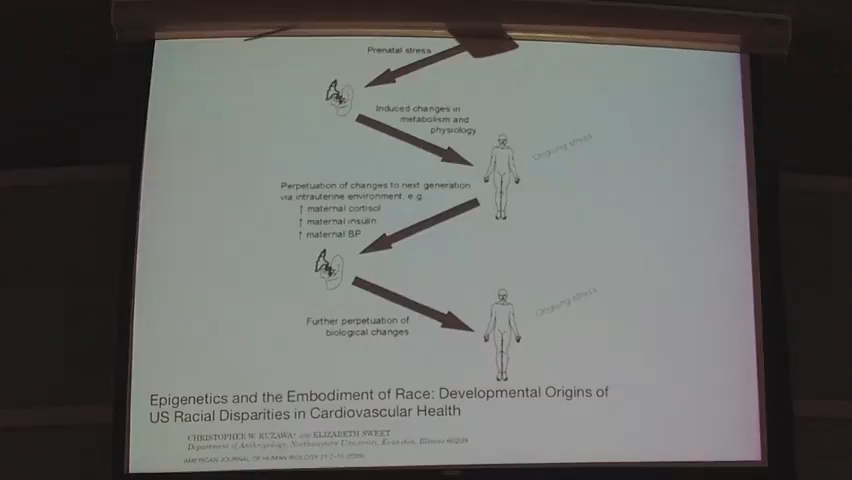 Prenatal stress
Induced changes in
metabolism and
physiology
Ongoing stress
Perpetuation of changes to next generation
via intrauterine environment, e.g.
↑ maternal cortisol
↑ maternal insulin
↑ maternal BP
Ongoing stress
Further perpetuation of
biological changes
Epigenetics and the Embodiment of Race: Developmental Origins of
US Racial Disparities in Cardiovascular Health
CHRISTOPHER W. KUZAWA* AND ELIZABETH SWEET
Department of Anthropology, Northwestern University, Evanston, Illinois 60208
AMERICAN JOURNAL OF HUMAN BIOLOGY